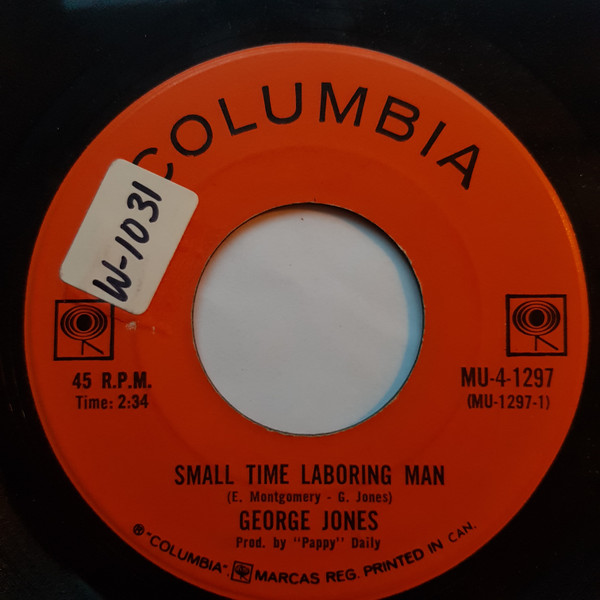 COLUMBIA
W-1031
45 R.P.M.
Time: 2:34
MU-4-1297
(MU-1297-1)
SMALL TIME LABORING MAN
(E. Montgomery - G. Jones)
GEORGE JONES
Prod. by "Pappy" Daily
® "COLUMBIA", MARCAS REG. PRINTED IN CAN.